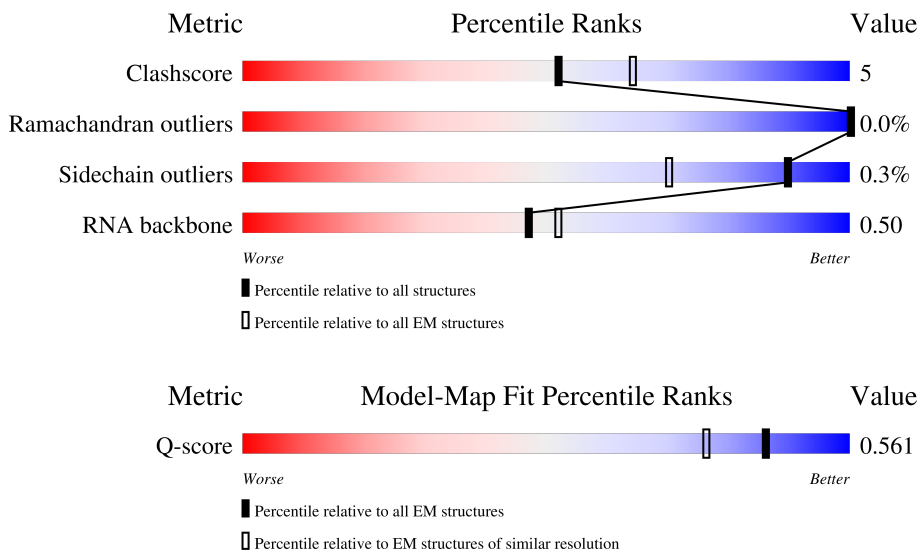 Metric Percentile Ranks Value
Clashscore 5
Ramachandran outliers 0.0%
Sidechain outliers 0.3%
RNA backbone 0.50
Worse Better
Percentile relative to all structures
Percentile relative to all EM structures
Metric Model-Map Fit Percentile Ranks Value
Q-score 0.561
Worse Better
Percentile relative to all EM structures
Percentile relative to EM structures of similar resolution